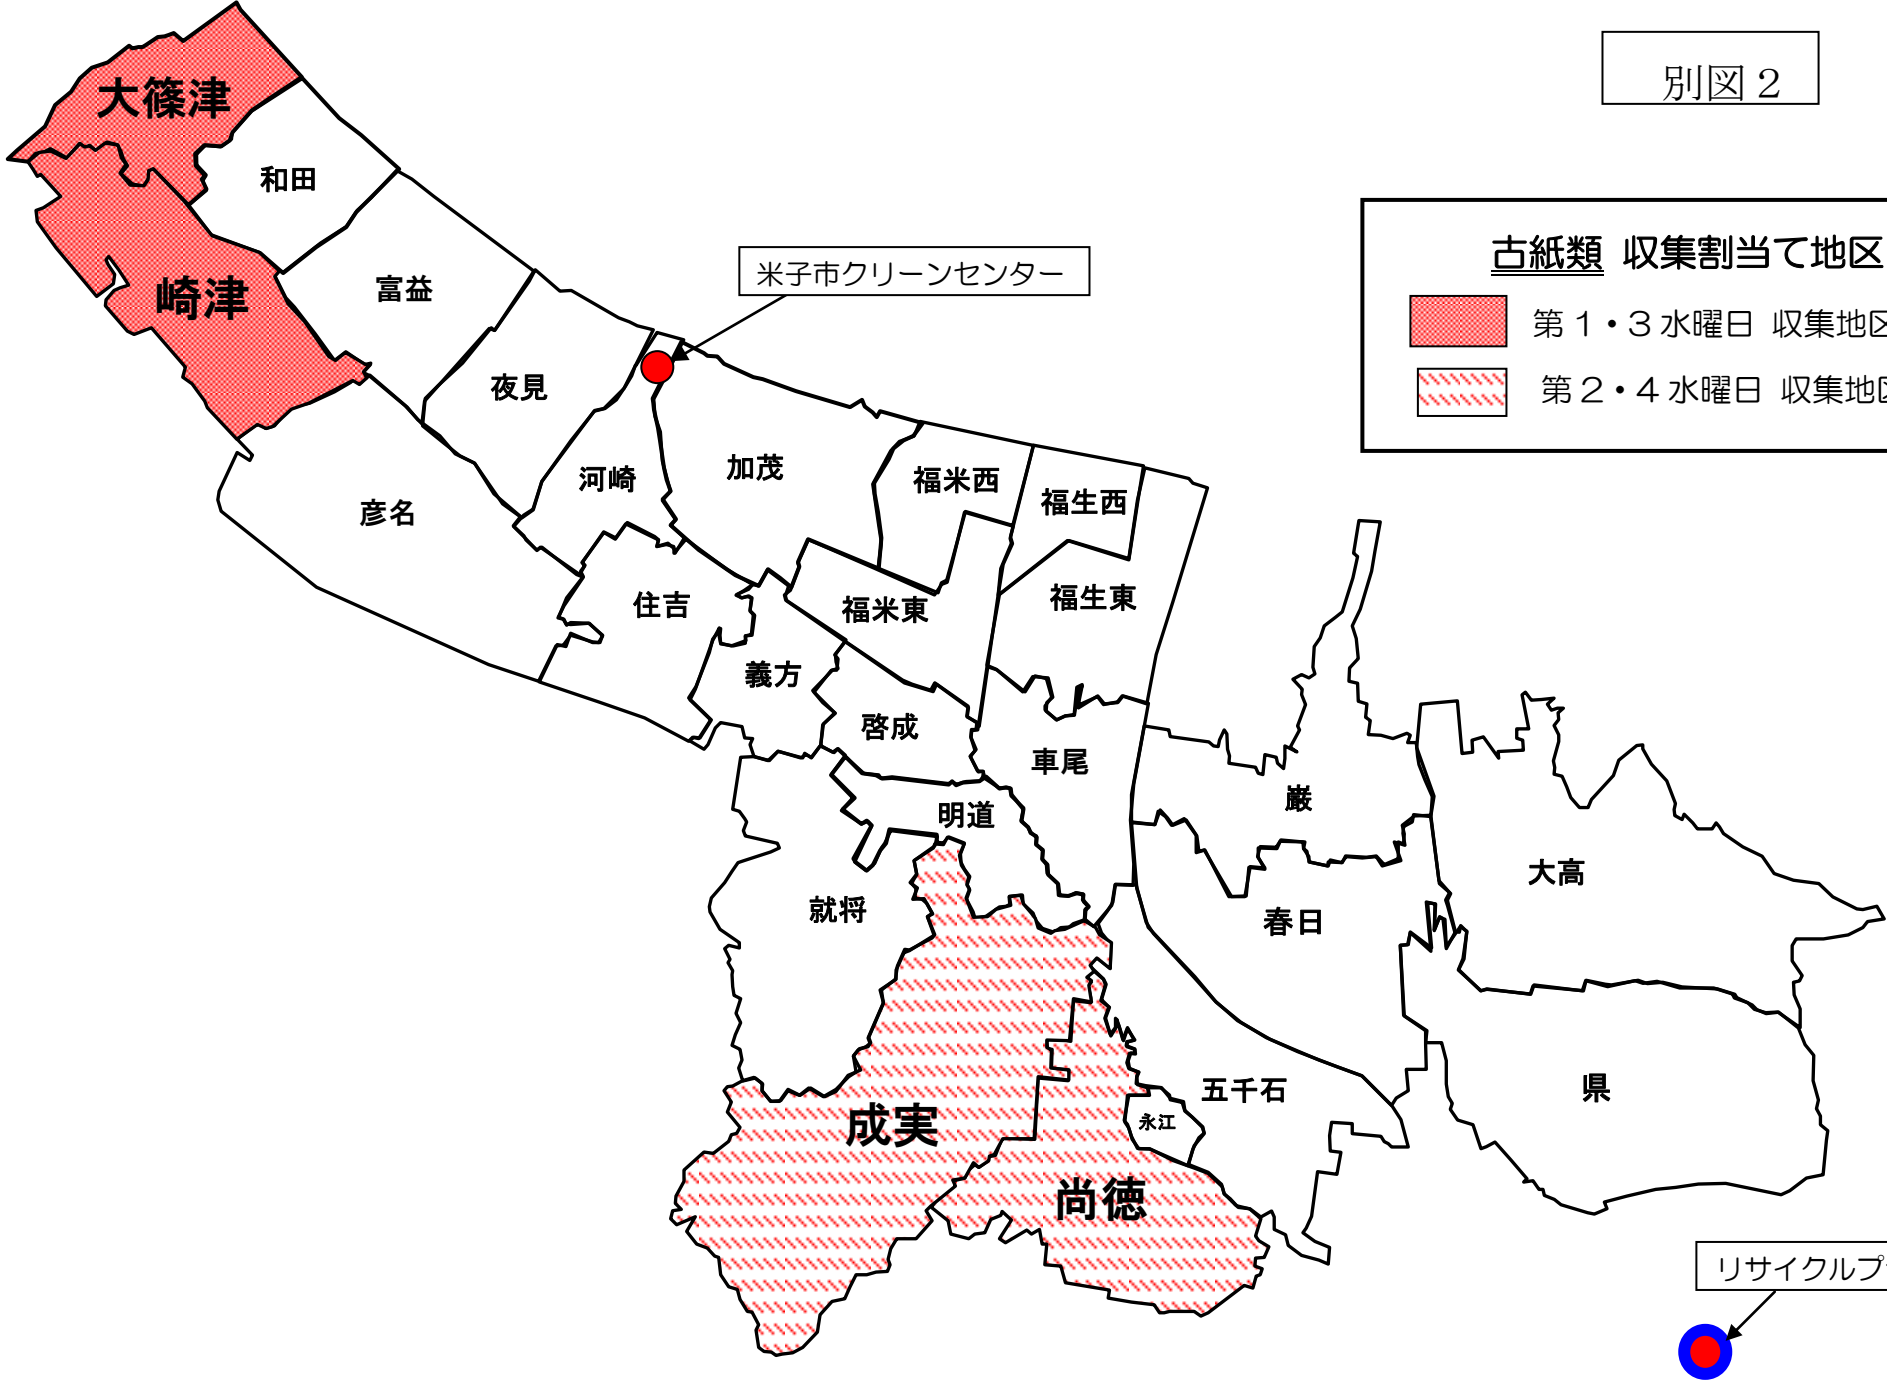 別図２
大篠津
和田
米子市クリーンセンター
古紙類 収集割当て地区
崎津
富益
第１・３水曜日 収集地区
夜見
第２・４水曜日 収集地区
河崎
加茂
福米西
福生西
彦名
住吉
福米東
福生東
義方
啓成
車尾
明道
巌
大高
就将
春日
成実
永江
五千石
県
尚徳
リサイクルプ